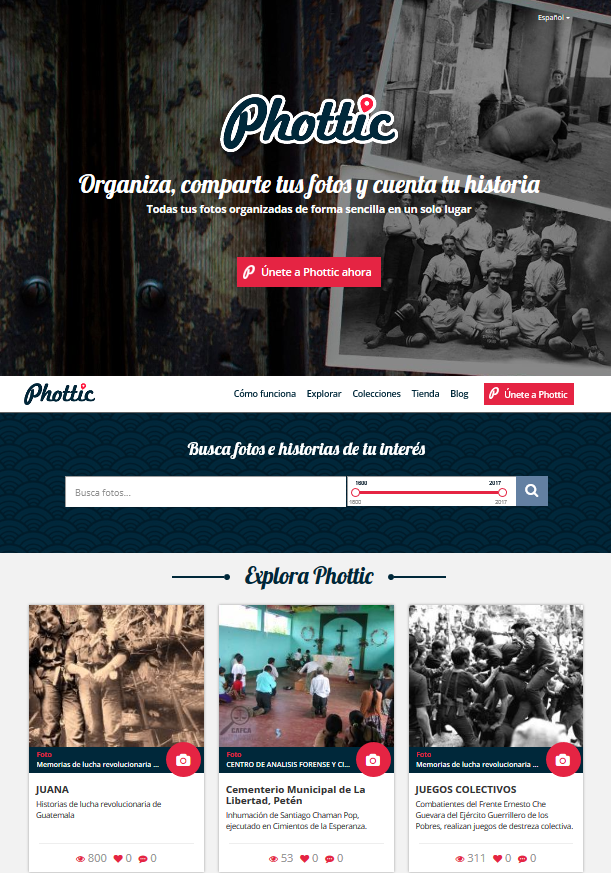 Español
Phottic
Organiza, comparte tus fotos y cuenta tu historia
Todas tus fotos organizadas de forma sencilla en un solo lugar
Únete a Phottic ahora
Phottic
Cómo funciona Explorar Colecciones Tienda Blog Únete a Phottic
Busca fotos e historias de tu interés
Busca fotos...
1800 2017
1800 2017
Explora Phottic
CAFCA
Foto
Memorias de lucha revolucionaria ...
JUANA
Historias de lucha revolucionaria de
Guatemala
800 0 0
Foto
CENTRO DE ANALISIS FORENSE Y CI...
Cementerio Municipal de La
Libertad, Petén
Inhumación de Santiago Chaman Pop,
ejecutado en Cimientos de la Esperanza.
53 0 0
Foto
Memorias de lucha revolucionaria ...
JUEGOS COLECTIVOS
Combatientes del Frente Ernesto Che
Guevara del Ejército Guerrillero de los
Pobres, realizan juegos de destreza colectiva.
311 0 0